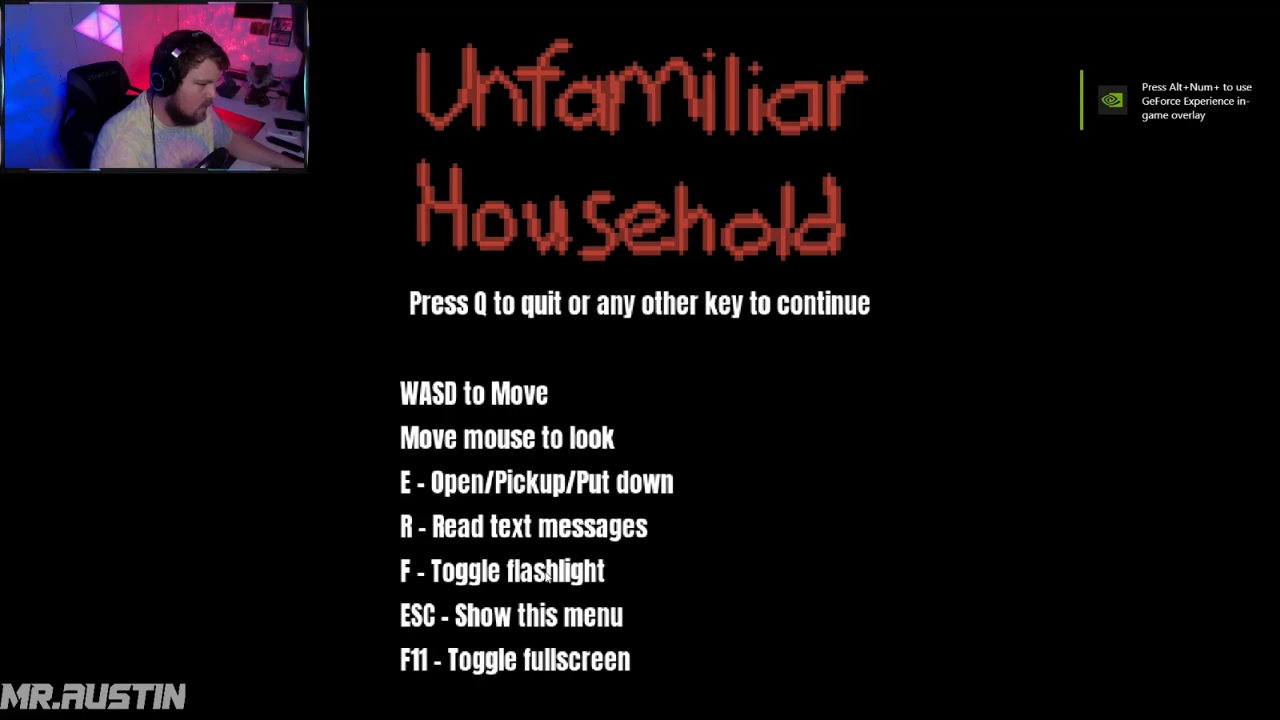 Unfamiliar
Household
Press Q to quit or any other key to continue
WASD to Move
Move mouse to look
E - Open/Pickup/Put down
R - Read text messages
F - Toggle flashlight
ESC - Show this menu
F11 - Toggle fullscreen
Press Alt+Num+ to use
GeForce Experience in-
game overlay
MR.AUSTIN